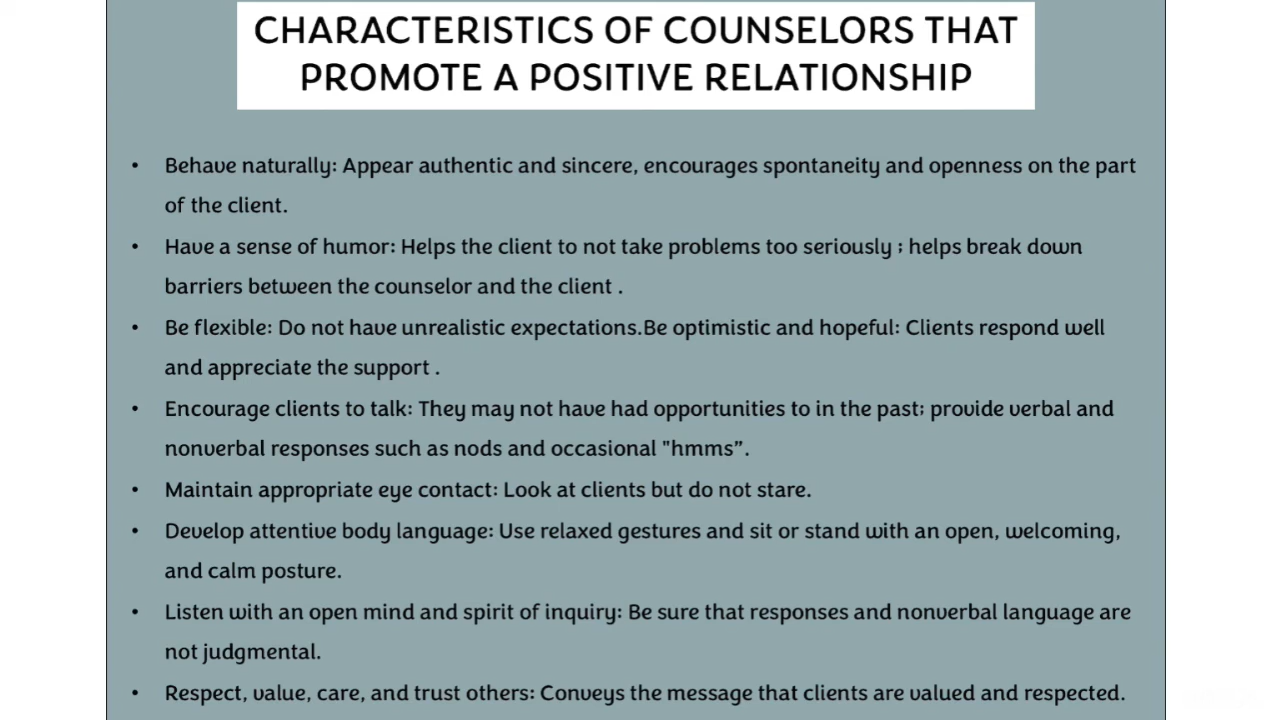 CHARACTERISTICS OF COUNSELORS THAT
PROMOTE A POSITIVE RELATIONSHIP
• Behave naturally: Appear authentic and sincere, encourages spontaneity and openness on the part
of the client.
• Have a sense of humor: Helps the client to not take problems too seriously ; helps break down
barriers between the counselor and the client .
• Be flexible: Do not have unrealistic expectations.Be optimistic and hopeful: Clients respond well
and appreciate the support .
• Encourage clients to talk: They may not have had opportunities to in the past; provide verbal and
nonverbal responses such as nods and occasional "hmms”.
• Maintain appropriate eye contact: Look at clients but do not stare.
• Develop attentive body language: Use relaxed gestures and sit or stand with an open, welcoming,
and calm posture.
• Listen with an open mind and spirit of inquiry: Be sure that responses and nonverbal language are
not judgmental.
• Respect, value, care, and trust others: Conveys the message that clients are valued and respected.